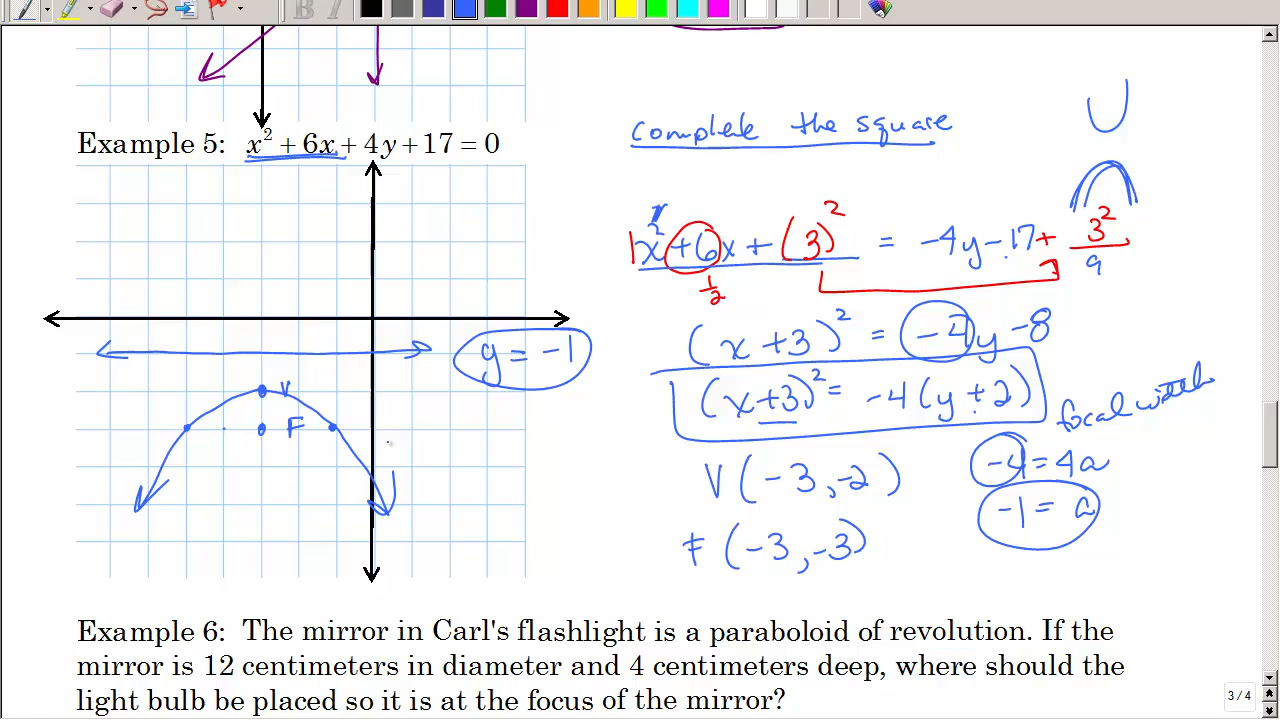 B I
Example 5: x² + 6x + 4y + 17 = 0
complete the square
1x² + 6x + (3)² = -4y - 17 + 3²
1/2
9
(x + 3)² = -4y - 8
y = -1
(x + 3)² = -4(y + 2)
focal width
V
F
-4 = 4a
V(-3, -2)
-1 = a
F(-3, -3)
Example 6: The mirror in Carl's flashlight is a paraboloid of revolution. If the
mirror is 12 centimeters in diameter and 4 centimeters deep, where should the
light bulb be placed so it is at the focus of the mirror?
3/4